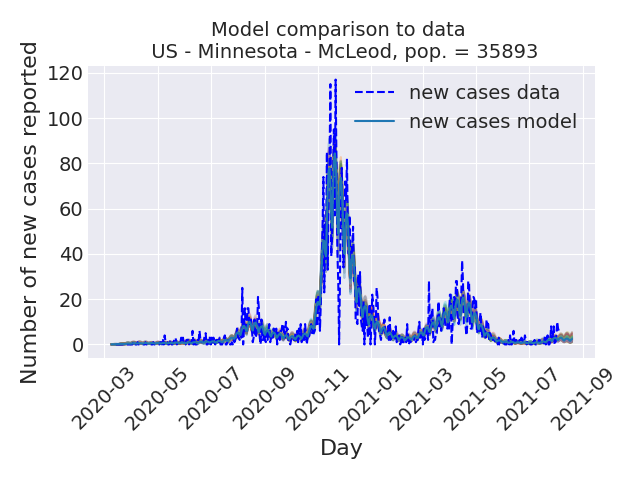 Model comparison to data
US - Minnesota - McLeod, pop. = 35893
new cases data
new cases model
Number of new cases reported
120
100
80
60
40
20
0
2020-03
2020-05
2020-07
2020-09
2020-11
2021-01
2021-03
2021-05
2021-07
2021-09
Day